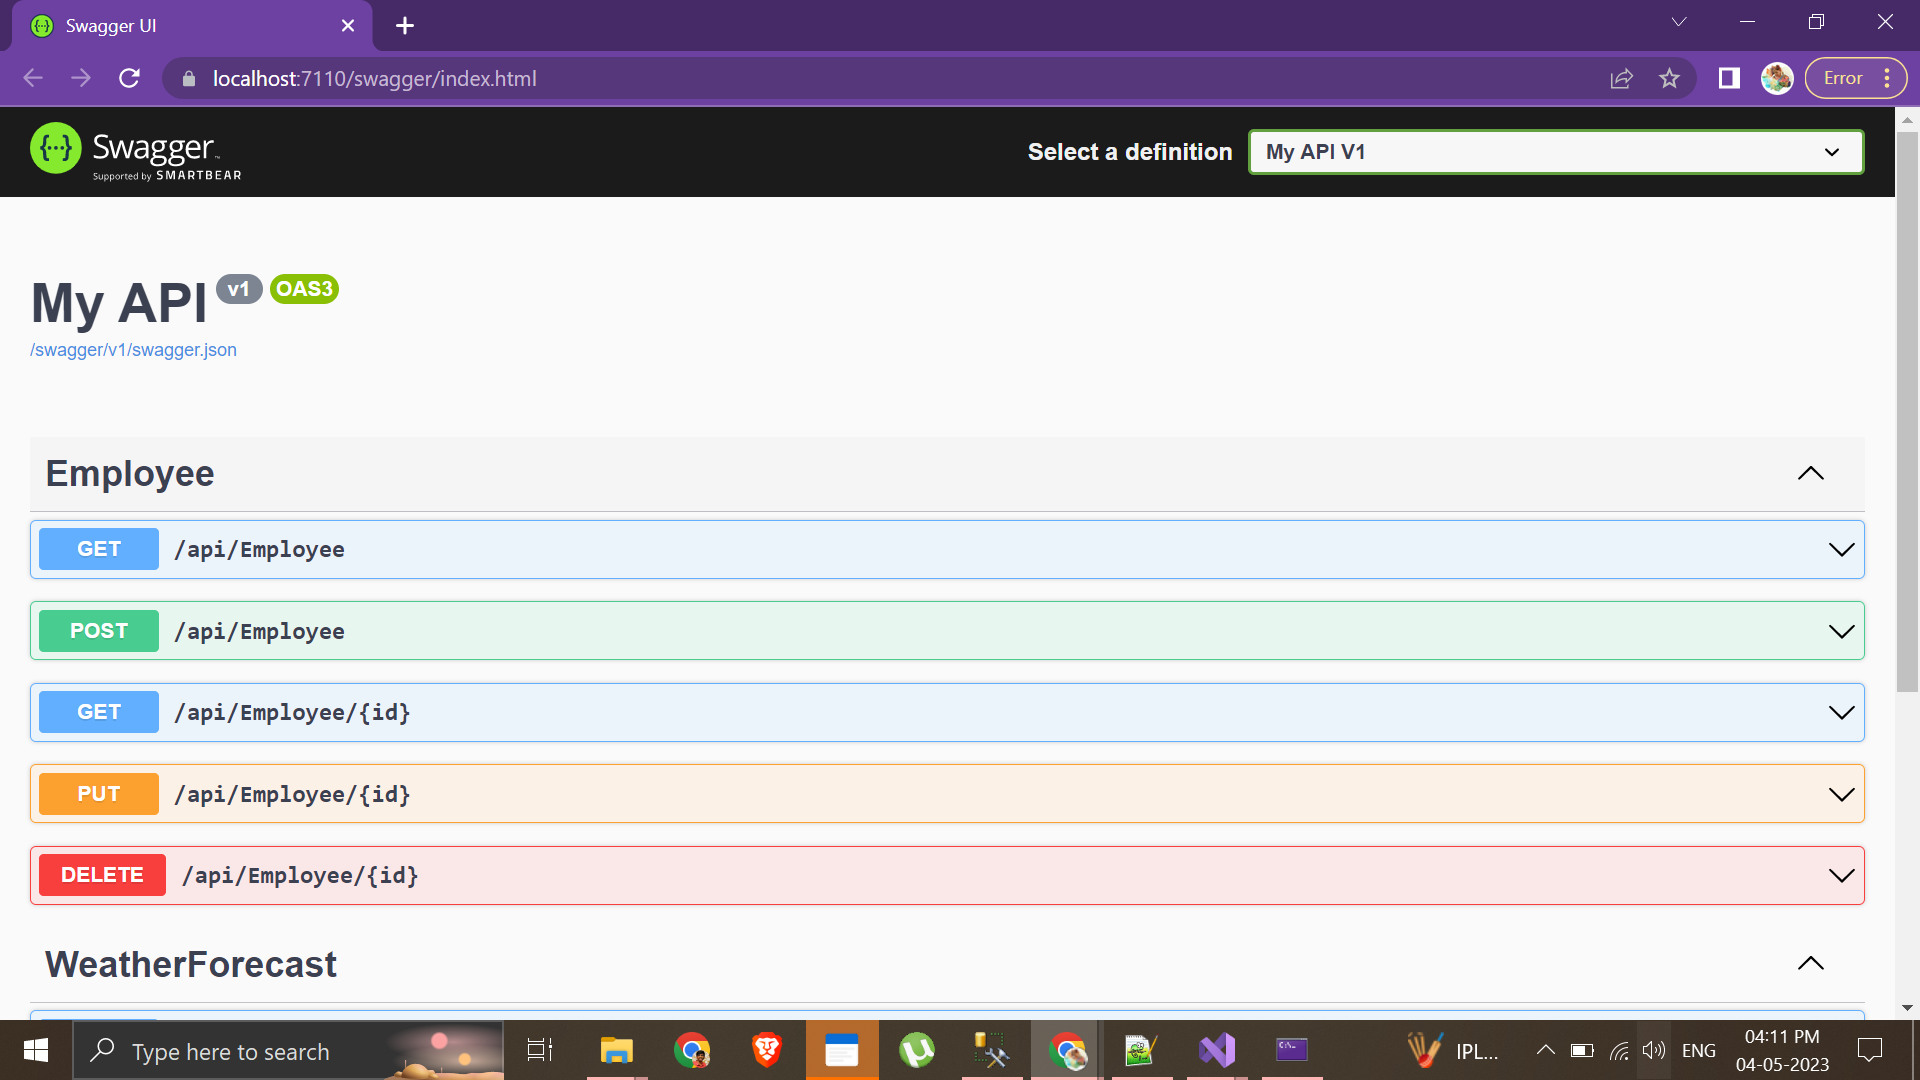 Swagger UI
localhost:7110/swagger/index.html
Error
Swagger
Supported by SMARTBEAR
Select a definition
My API V1
My API v1 OAS3
/swagger/v1/swagger.json
Employee
GET /api/Employee
POST /api/Employee
GET /api/Employee/{id}
PUT /api/Employee/{id}
DELETE /api/Employee/{id}
WeatherForecast
Type here to search
IPL...
ENG
04:11 PM
04-05-2023